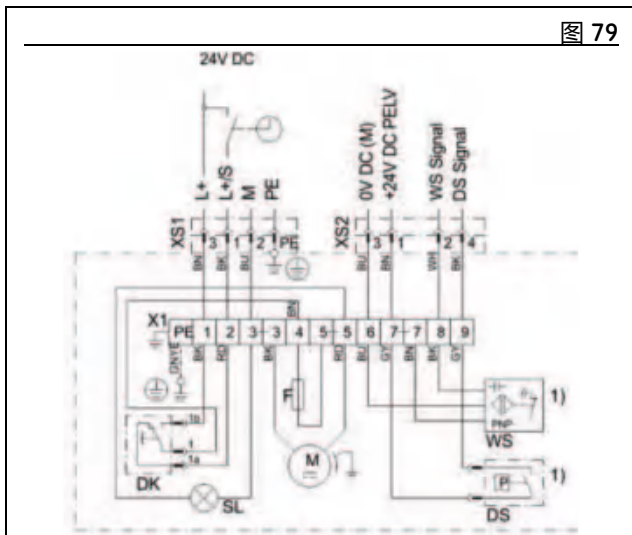 图 79
24V DC
L+
L+/S
M
PE
0V DC (M)
+24V DC PELV
WS Signal
DS Signal
XS1
3
1
2
PE
XS2
3
1
2
4
BN
BK
BU
BU
BN
WH
BK
BN
X1
PE 1 2 3 3 4 5 5 6 7 7 8 9
GNYE
BK
RD
BU
BK
RD
BU
GY
BN
BK
GY
F
1b
1
1a
DK
M
SL
PNP
WS
1)
P
DS
1)